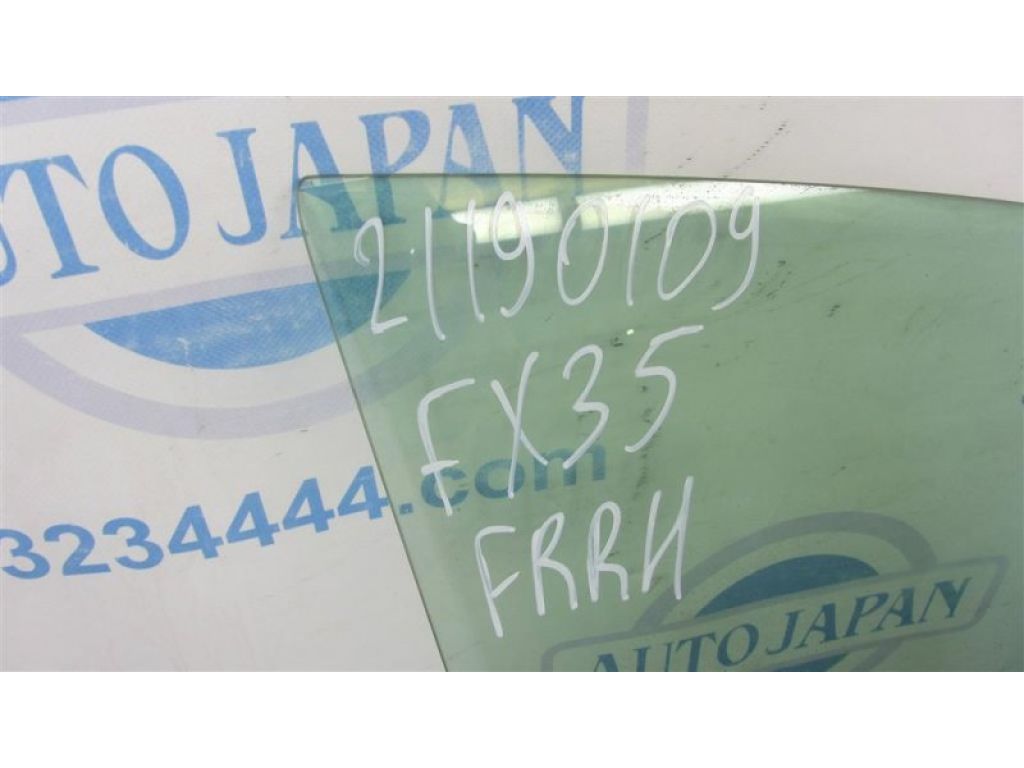 AUTO JAPAN
21190109
FX35
3234444.com
FRRH
AUTO JAPAN